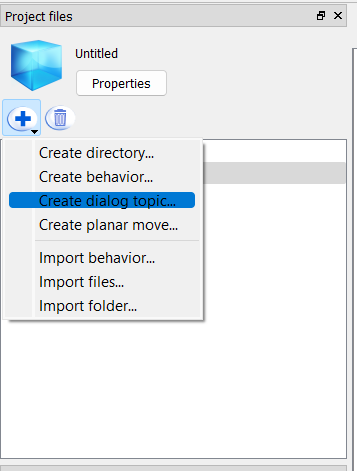 Project files
Untitled
Properties
Create directory...
Create behavior...
Create dialog topic...
Create planar move...
Import behavior...
Import files...
Import folder...